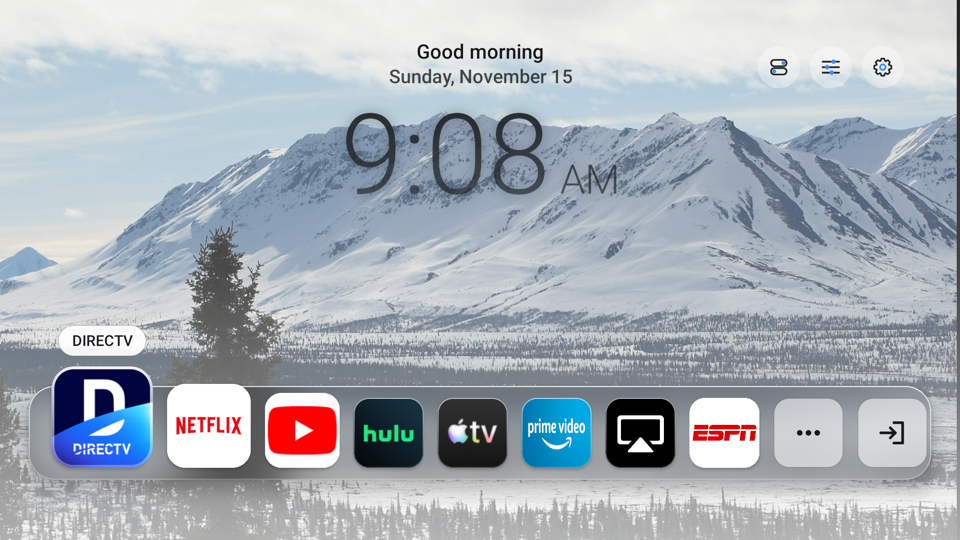 Good morning
Sunday, November 15
9:08 AM
DIRECTV
DIRECTV
NETFLIX
hulu
tv
prime video
ESPN